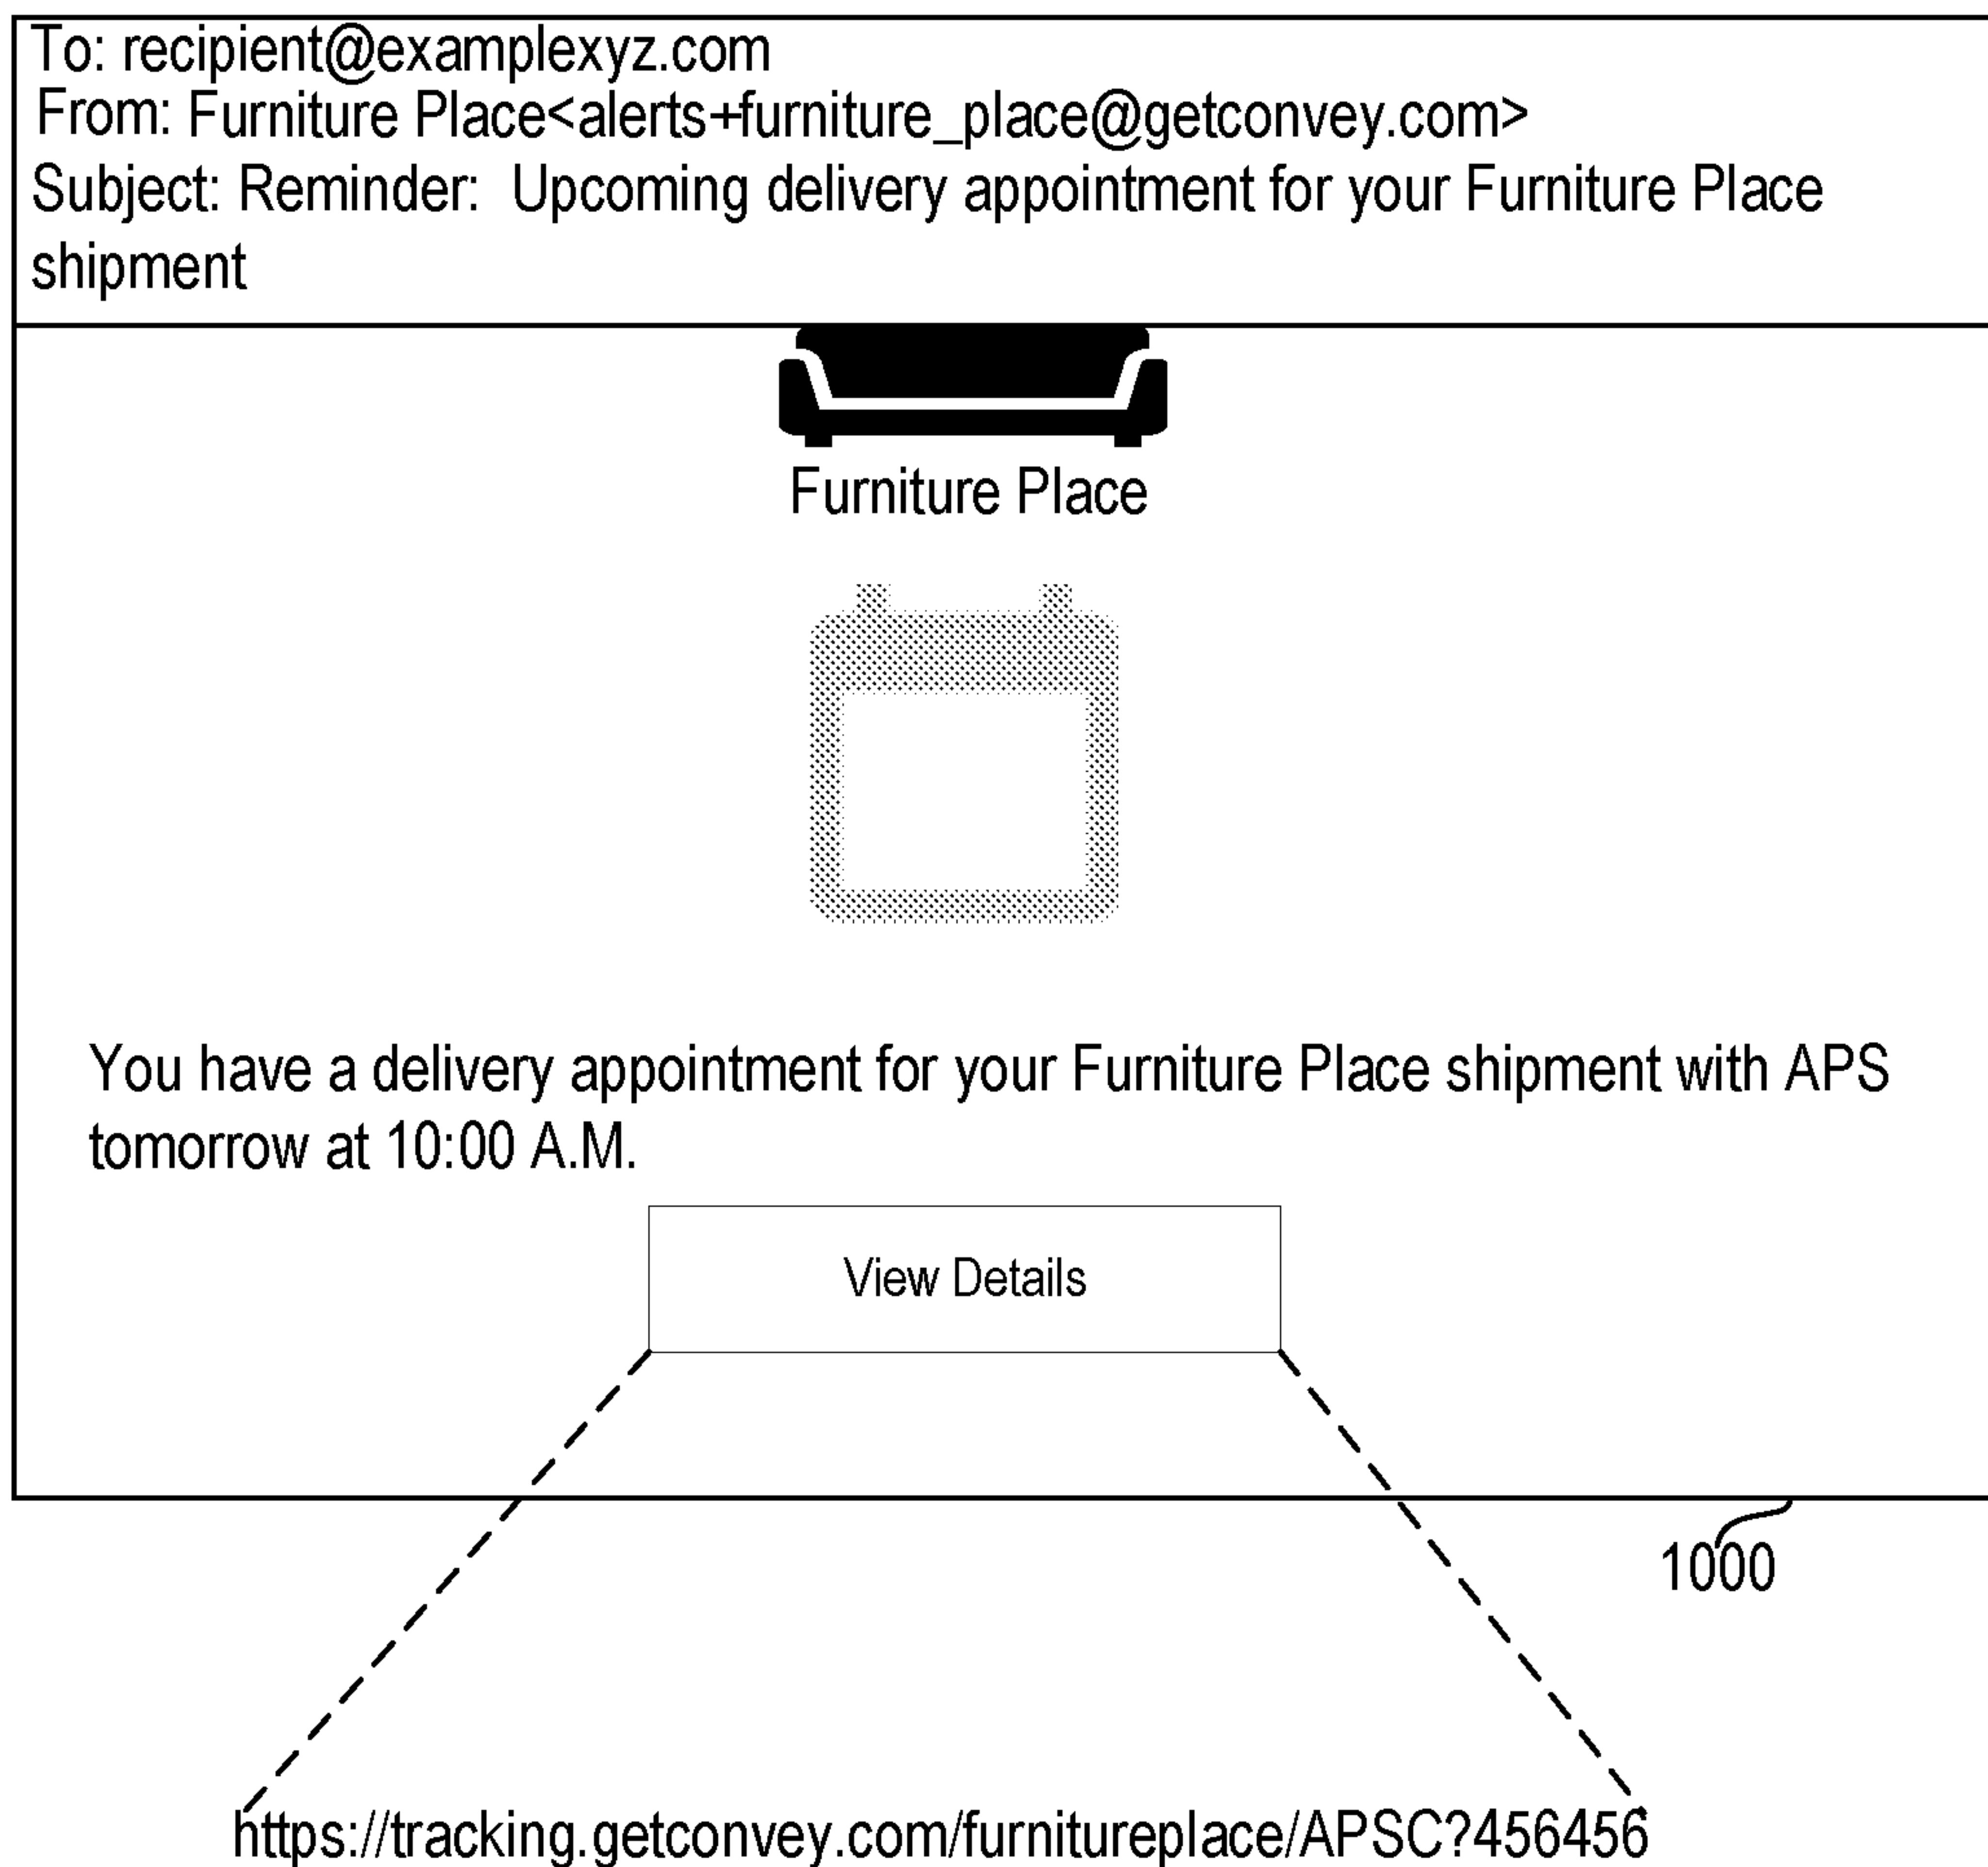 To: recipient@examplexyz.com
From: Furniture Place<alerts+furniture_place@getconvey.com>
Subject: Reminder:  Upcoming delivery appointment for your Furniture Place
shipment
Furniture Place
You have a delivery appointment for your Furniture Place shipment with APS
tomorrow at 10:00 A.M.
View Details
1000
https://tracking.getconvey.com/furnitureplace/APSC?456456